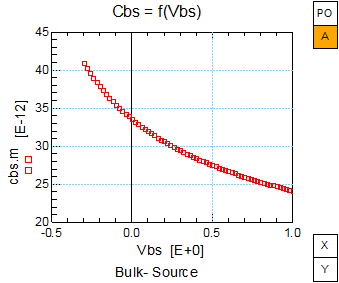 Cbs = f(Vbs)
PO
A
45
40
35
30
25
20
cbs.m [E-12]
-0.5
0.0
0.5
1.0
Vbs [E+0]
Bulk- Source
X
Y